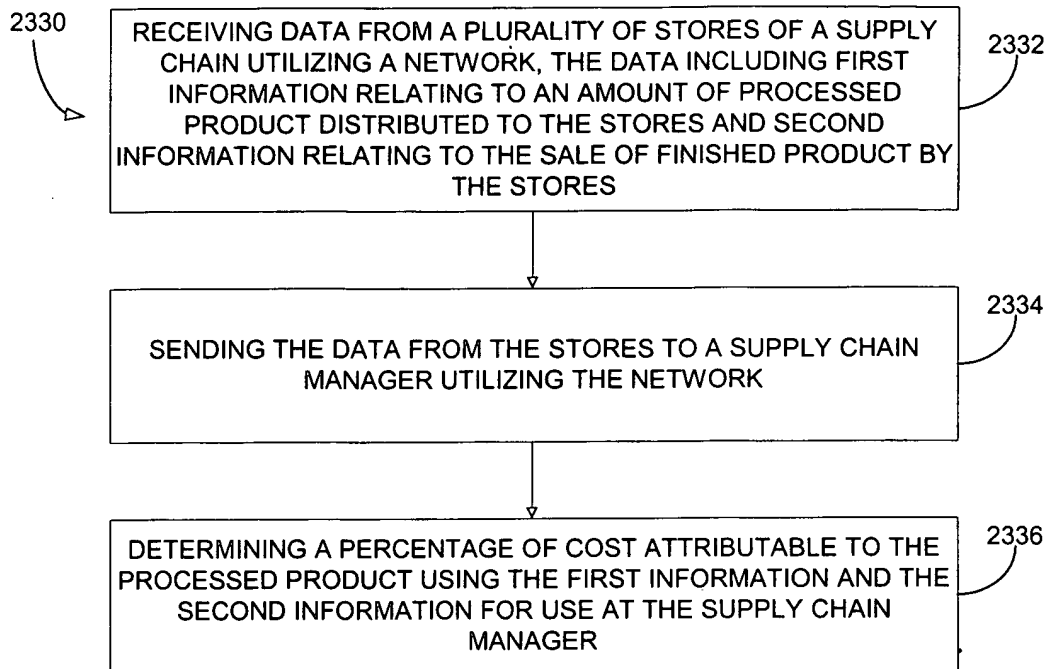 2330
RECEIVING DATA FROM A PLURALITY OF STORES OF A SUPPLY
CHAIN UTILIZING A NETWORK, THE DATA INCLUDING FIRST
INFORMATION RELATING TO AN AMOUNT OF PROCESSED
PRODUCT DISTRIBUTED TO THE STORES AND SECOND
INFORMATION RELATING TO THE SALE OF FINISHED PRODUCT BY
THE STORES
2332
SENDING THE DATA FROM THE STORES TO A SUPPLY CHAIN
MANAGER UTILIZING THE NETWORK
2334
DETERMINING A PERCENTAGE OF COST ATTRIBUTABLE TO THE
PROCESSED PRODUCT USING THE FIRST INFORMATION AND THE
SECOND INFORMATION FOR USE AT THE SUPPLY CHAIN
MANAGER
2336